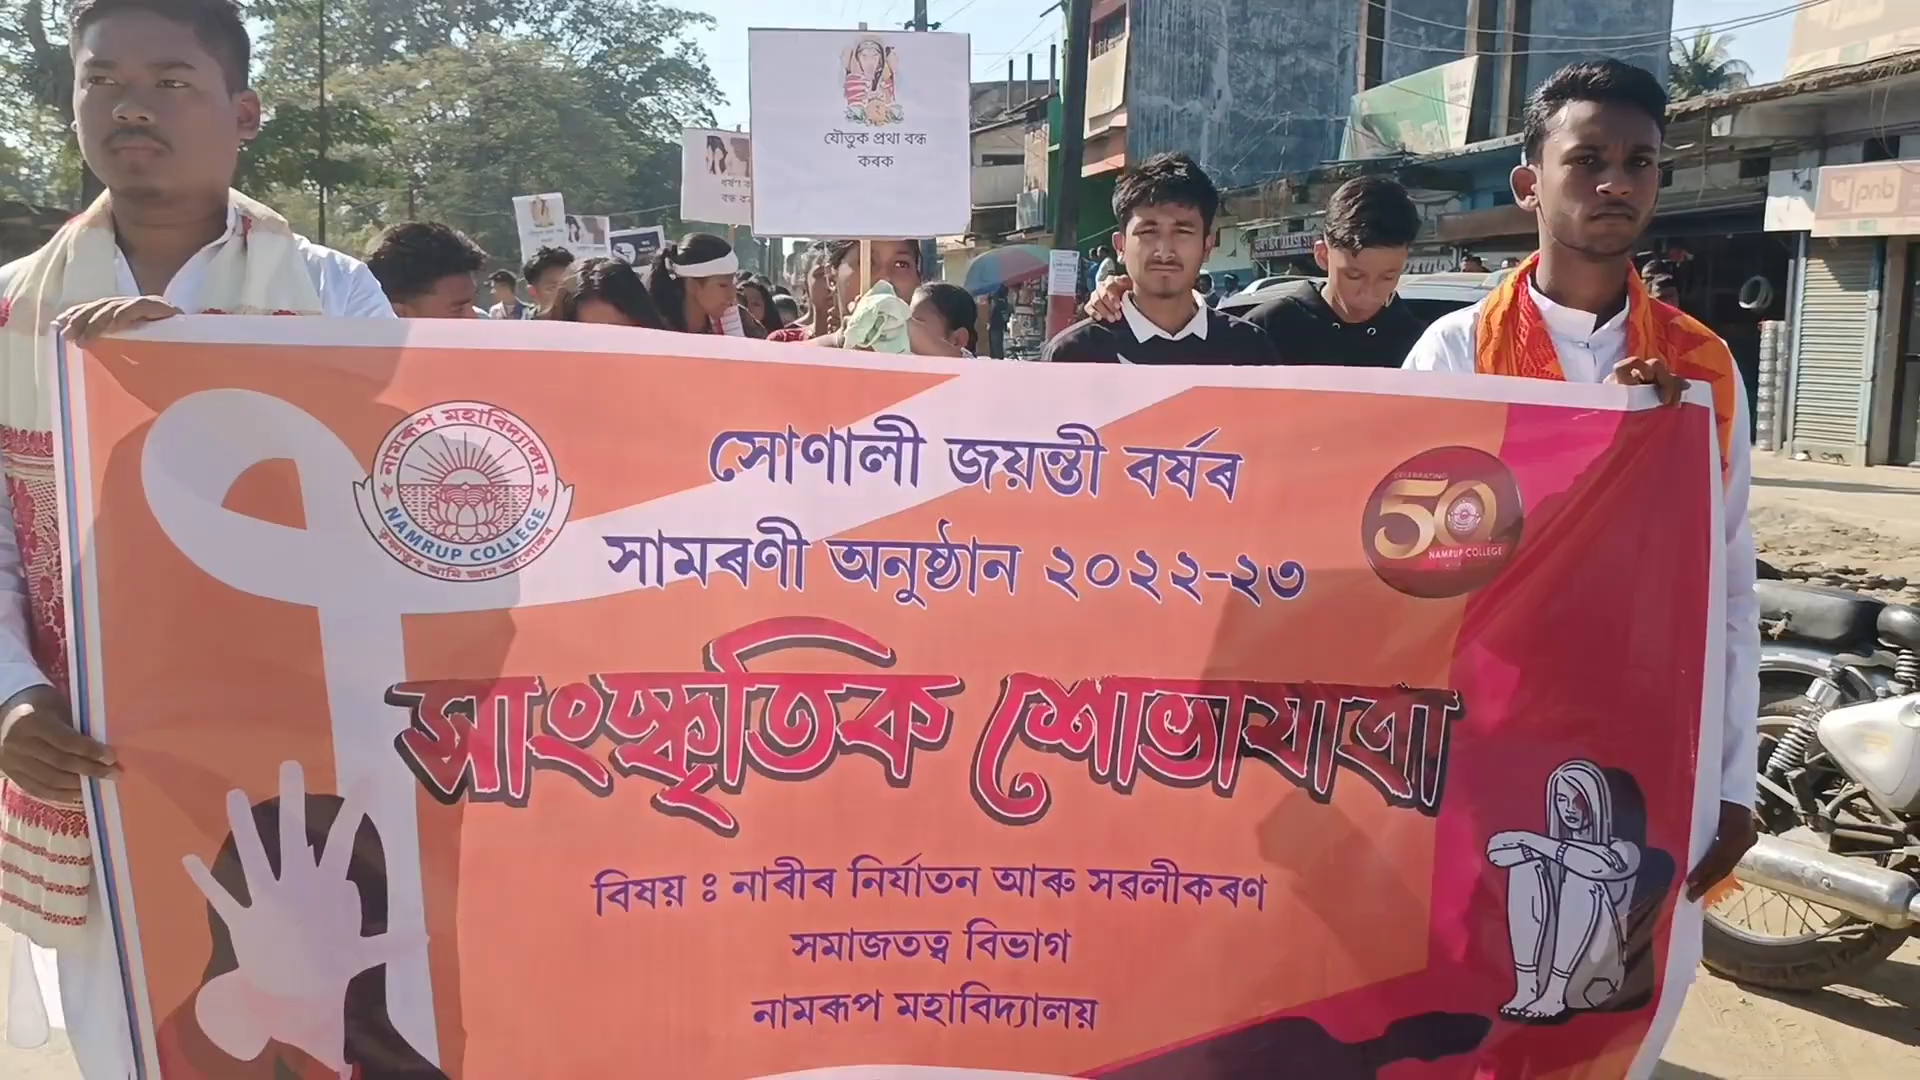 যৌতুক প্ৰথা বন্ধ
কৰক
pnb
সোণালী জয়ন্তী বৰ্ষৰ
সামৰণী অনুষ্ঠান ২০২২-২৩
নামৰূপ মহাবিদ্যালয়
NAMRUP COLLEGE
CELEBRATING
50
NAMRUP COLLEGE
সাংস্কৃতিক শোভাযাত্ৰা
বিষয় ঃ নাৰীৰ নিৰ্যাতন আৰু সৱলীকৰণ
সমাজতত্ব বিভাগ
নামৰূপ মহাবিদ্যালয়